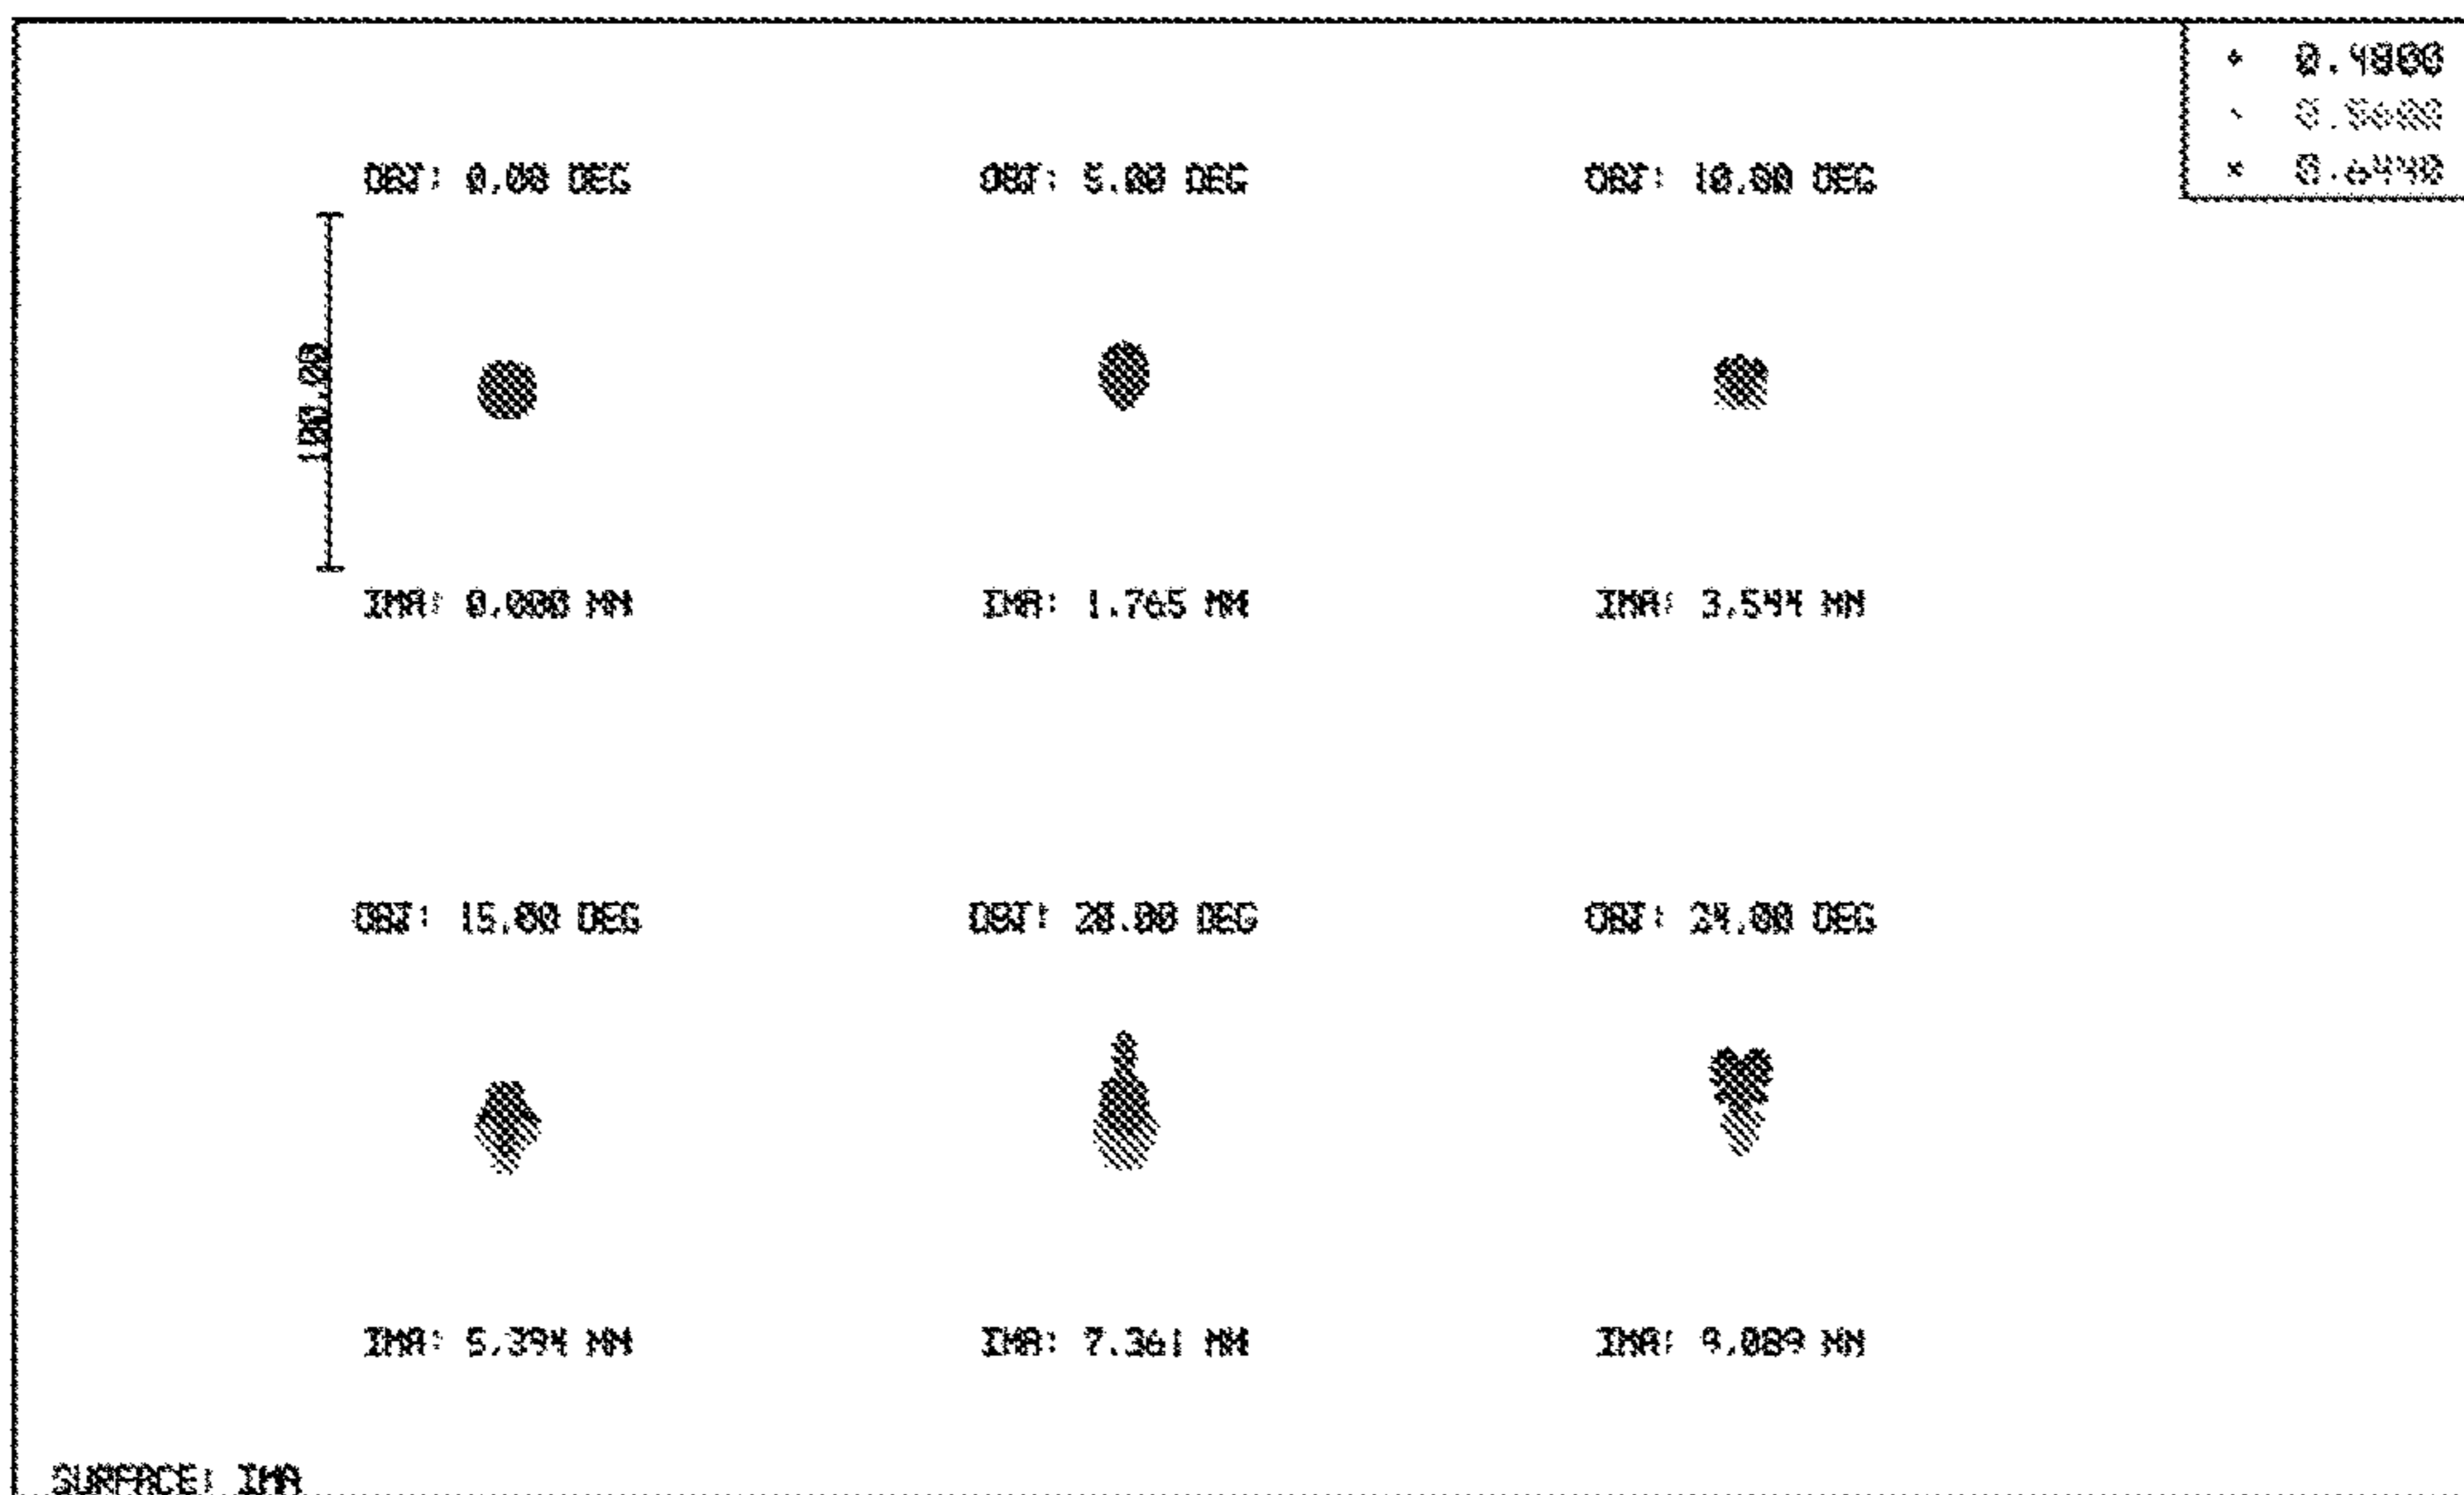 0.4800
0.6440
OBJ: 0.00 DEG
OBJ: 5.00 DEG
OBJ: 10.00 DEG
100.00
IMA: 0.000 MM
IMA: 1.765 MM
IMA: 3.544 MM
OBJ: 15.00 DEG
OBJ: 20.00 DEG
OBJ: 24.00 DEG
IMA: 5.394 MM
IMA: 7.361 MM
IMA: 9.089 MM
SURFACE: IMA